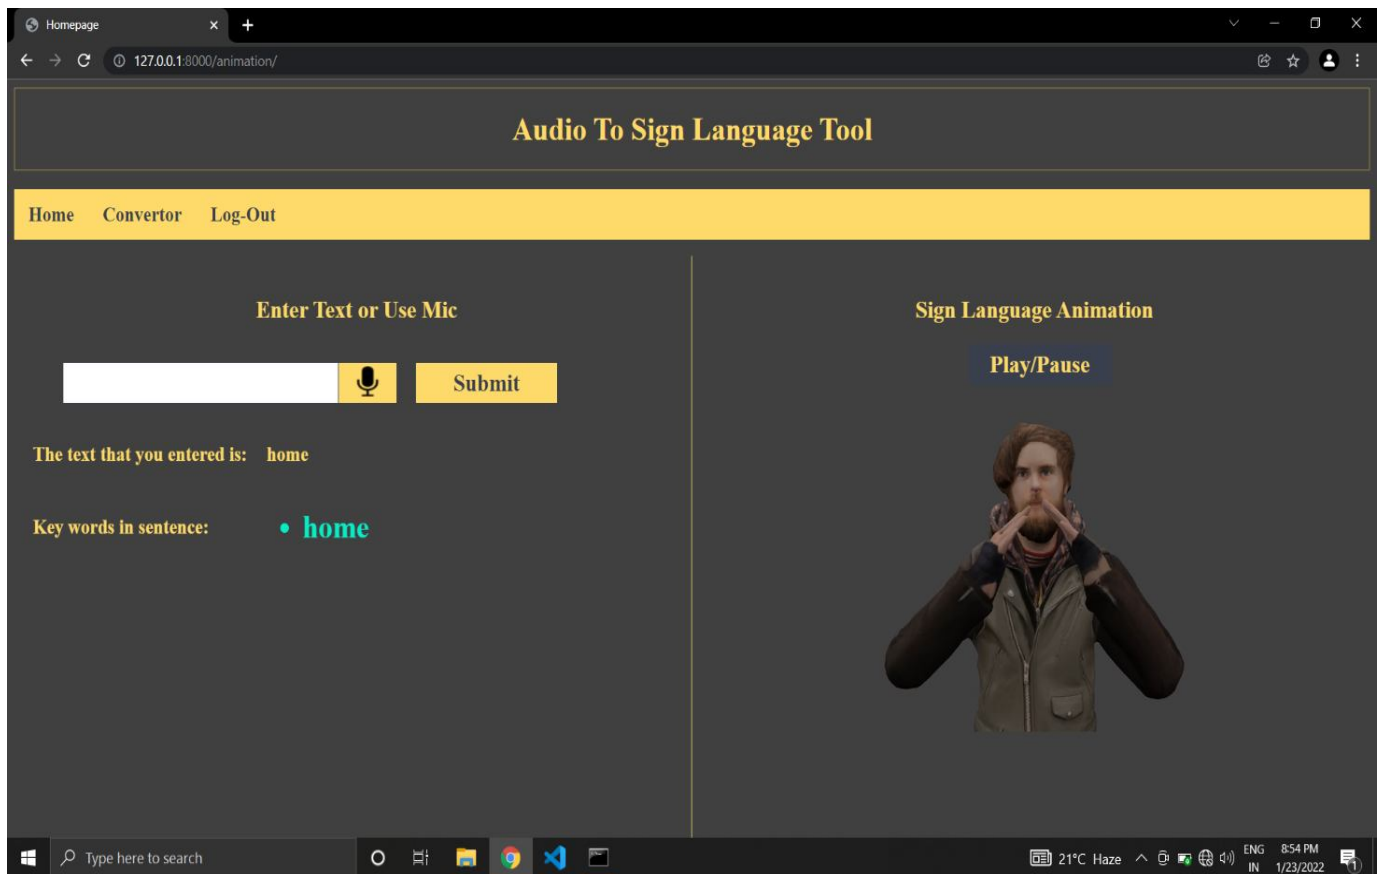 Homepage
127.0.0.1:8000/animation/
Audio To Sign Language Tool
Home Convertor Log-Out
Enter Text or Use Mic
Submit
The text that you entered is: home
Key words in sentence: • home
Sign Language Animation
Play/Pause
Type here to search
21°C Haze
ENG
IN
8:54 PM
1/23/2022
1